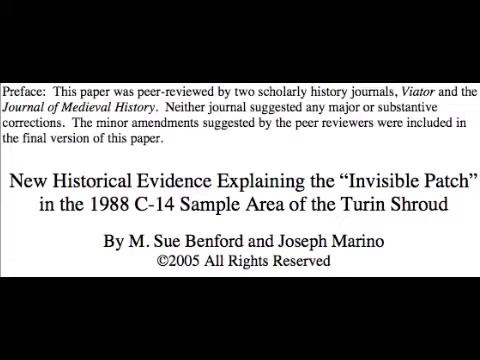 Preface: This paper was peer-reviewed by two scholarly history journals, Viator and the
Journal of Medieval History. Neither journal suggested any major or substantive
corrections. The minor amendments suggested by the peer reviewers were included in
the final version of this paper.
New Historical Evidence Explaining the “Invisible Patch”
in the 1988 C-14 Sample Area of the Turin Shroud
By M. Sue Benford and Joseph Marino
©2005 All Rights Reserved